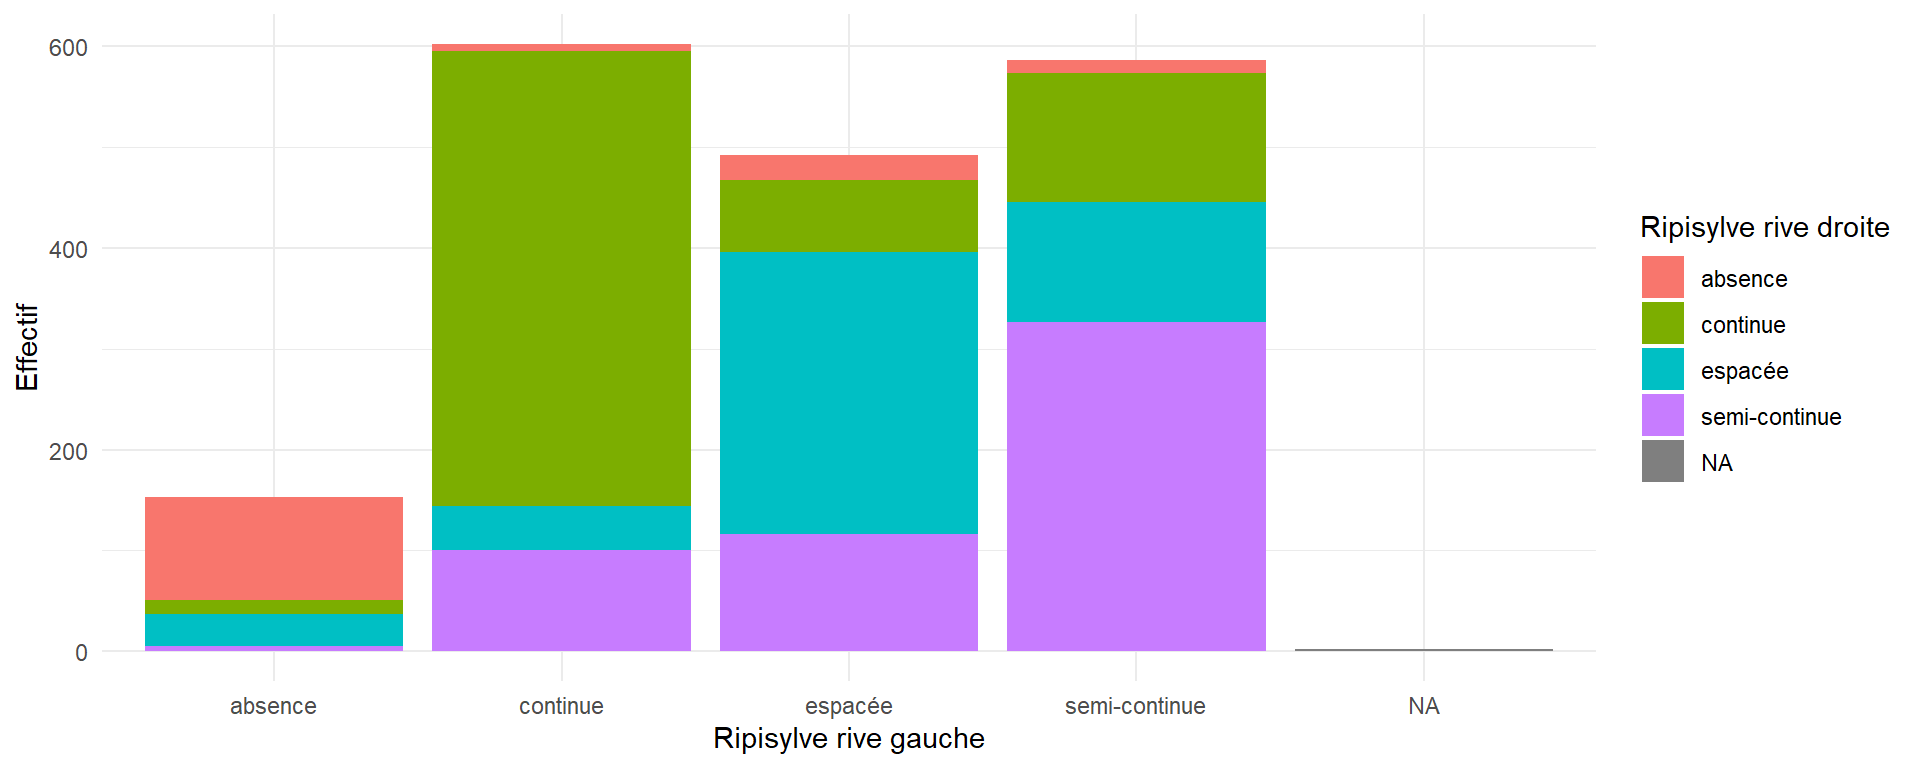 600
400
200
0
Effectif
absence
continue
espacée
semi-continue
NA
Ripisylve rive gauche
Ripisylve rive droite
absence
continue
espacée
semi-continue
NA